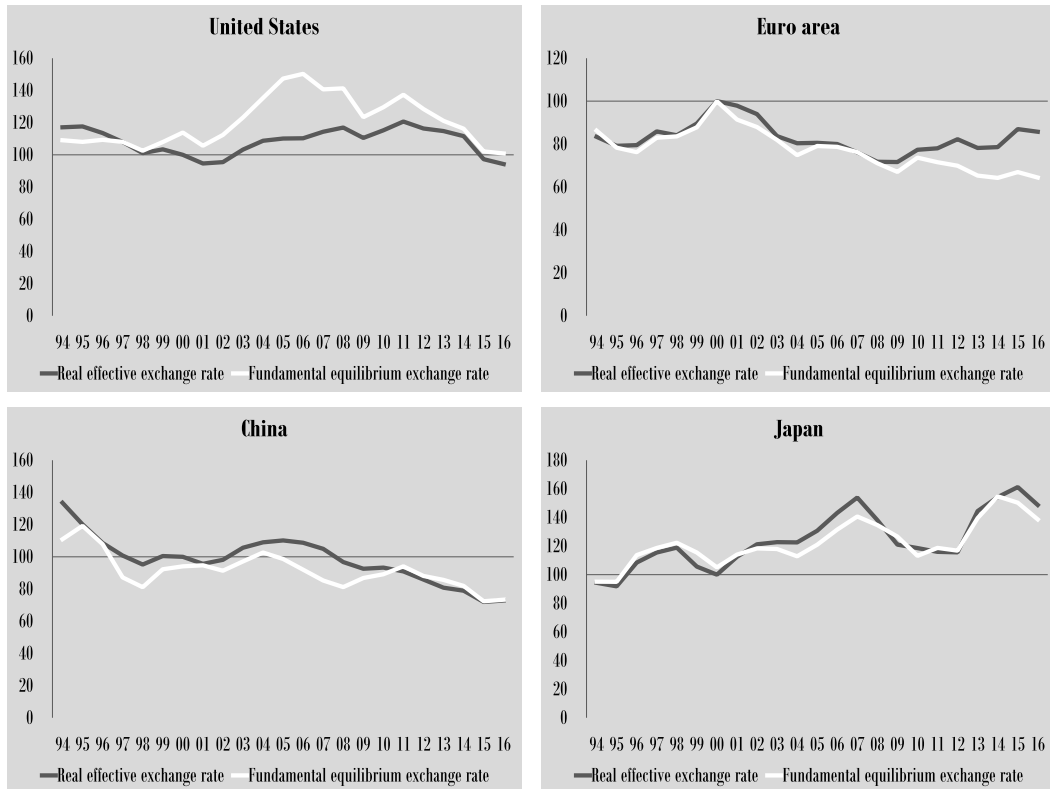 United States
160
140
120
100
80
60
40
20
0
94 95 96 97 98 99 00 01 02 03 04 05 06 07 08 09 10 11 12 13 14 15 16
Real effective exchange rate Fundamental equilibrium exchange rate
Euro area
120
100
80
60
40
20
0
94 95 96 97 98 99 00 01 02 03 04 05 06 07 08 09 10 11 12 13 14 15 16
Real effective exchange rate Fundamental equilibrium exchange rate
China
160
140
120
100
80
60
40
20
0
94 95 96 97 98 99 00 01 02 03 04 05 06 07 08 09 10 11 12 13 14 15 16
Real effective exchange rate Fundamental equilibrium exchange rate
Japan
180
160
140
120
100
80
60
40
20
0
94 95 96 97 98 99 00 01 02 03 04 05 06 07 08 09 10 11 12 13 14 15 16
Real effective exchange rate Fundamental equilibrium exchange rate